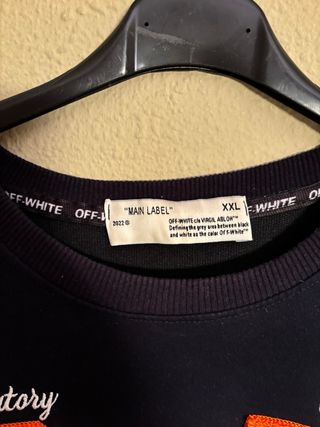 "MAIN LABEL" XXL
OFF-WHITE OFF-W -WHITE OFF
2022© OFF-WHITE c/o VIRGIL ABLOH™
Defining the grey area between black
and white as the color Off-White™
tory